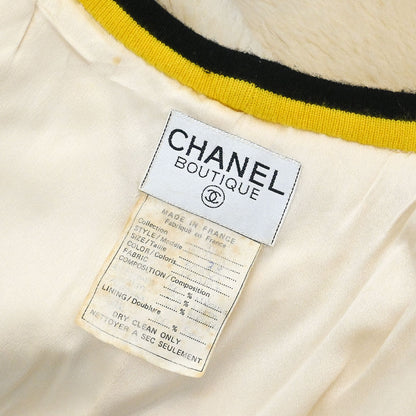 CHANEL
BOUTIQUE
MADE IN FRANCE
Fabriqué en France
Collection
STYLE/Modèle
SIZE/Taille
COLOR/Coloris
FABRIC
COMPOSITION/Composition
%
%
LINING/Doublure %
%
DRY CLEAN ONLY
NETTOYER A SEC SEULEMENT